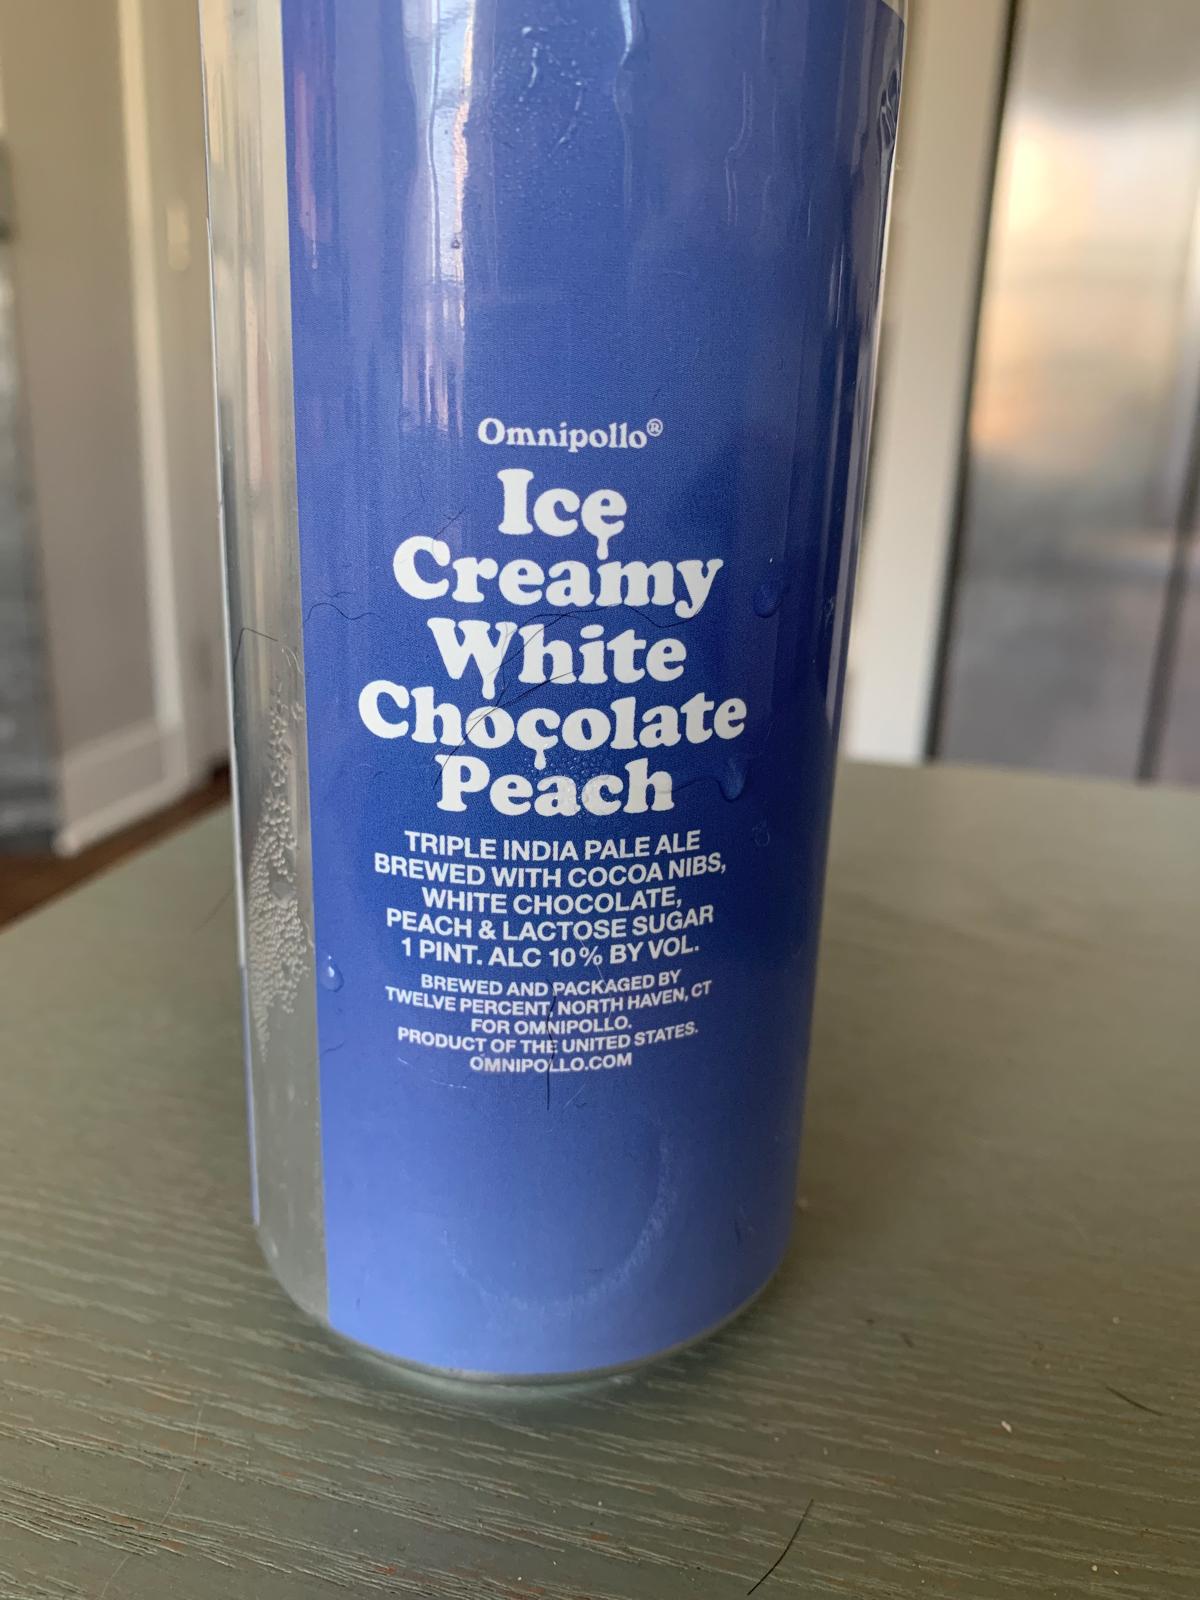 Omnipollo®
Ice
Creamy
White
Chocolate
Peach
TRIPLE INDIA PALE ALE
BREWED WITH COCOA NIBS,
WHITE CHOCOLATE,
PEACH & LACTOSE SUGAR
1 PINT. ALC 10% BY VOL.
BREWED AND PACKAGED BY
TWELVE PERCENT, NORTH HAVEN, CT
FOR OMNIPOLLO.
PRODUCT OF THE UNITED STATES.
OMNIPOLLO.COM